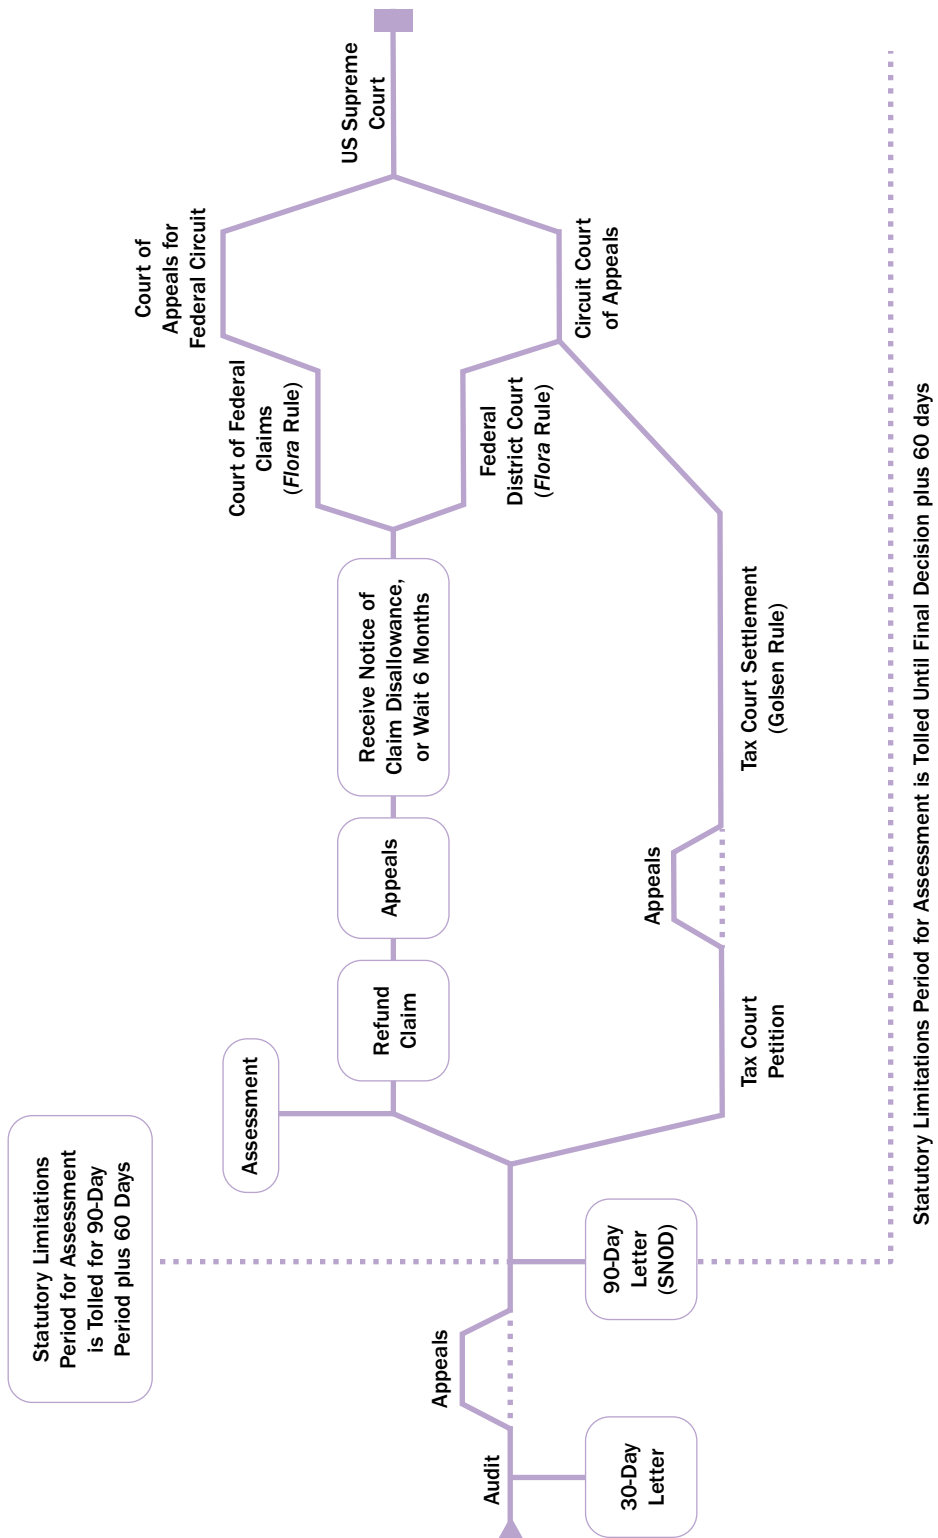 Statutory Limitations
Period for Assessment
is Tolled for 90-Day
Period plus 60 Days
Audit
30-Day
Letter
Appeals
90-Day
Letter
(SNOD)
Assessment
Refund
Claim
Appeals
Receive Notice of
Claim Disallowance,
or Wait 6 Months
Court of Federal
Claims
(Flora Rule)
Court of
Appeals for
Federal Circuit
Federal
District Court
(Flora Rule)
Circuit Court
of Appeals
US Supreme
Court
Tax Court
Petition
Appeals
Tax Court Settlement
(Golsen Rule)
Statutory Limitations Period for Assessment is Tolled Until Final Decision plus 60 days